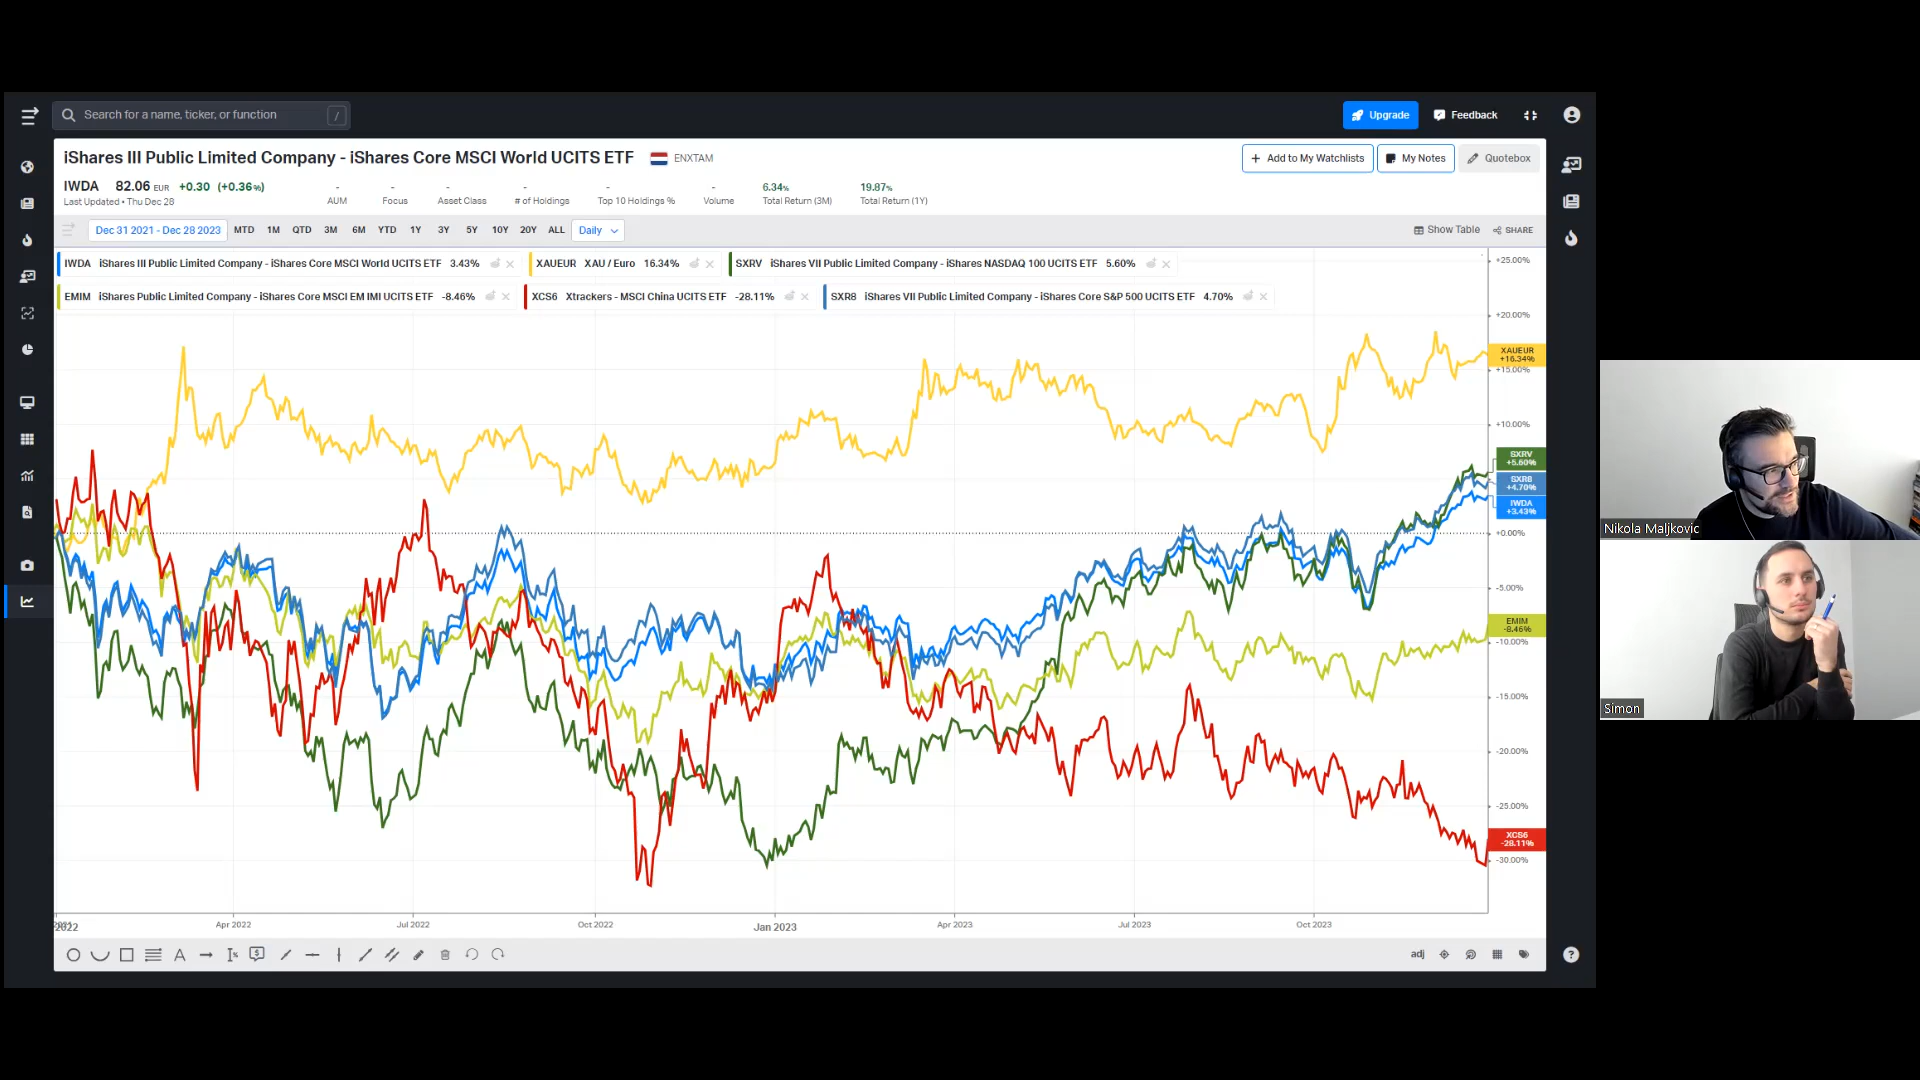 Search for a name, ticker, or function /
Upgrade
Feedback
iShares III Public Limited Company - iShares Core MSCI World UCITS ETF ENXTAM
+ Add to My Watchlists
My Notes
Quotebox
IWDA 82.06 EUR +0.30 (+0.36%)
Last Updated • Thu Dec 28
- AUM
- Focus
- Asset Class
- # of Holdings
- Top 10 Holdings %
- Volume
6.34% Total Return (3M)
19.87% Total Return (1Y)
Dec 31 2021 - Dec 28 2023 MTD 1M QTD 3M 6M YTD 1Y 3Y 5Y 10Y 20Y ALL Daily
Show Table SHARE
IWDA iShares III Public Limited Company - iShares Core MSCI World UCITS ETF 3.43%
XAUEUR XAU / Euro 16.34%
SXRV iShares VII Public Limited Company - iShares NASDAQ 100 UCITS ETF 5.60%
EMIM iShares Public Limited Company - iShares Core MSCI EM IMI UCITS ETF -8.46%
XCS6 Xtrackers - MSCI China UCITS ETF -28.11%
SXR8 iShares VII Public Limited Company - iShares Core S&P 500 UCITS ETF 4.70%
+25.00%
+20.00%
XAUEUR
+16.34%
+15.00%
+10.00%
SXRV
+5.60%
SXR8
+4.70%
IWDA
+3.43%
+0.00%
-5.00%
EMIM
-8.46%
-10.00%
-15.00%
-20.00%
-25.00%
XCS6
-28.11%
-30.00%
2022 Apr 2022 Jul 2022 Oct 2022 Jan 2023 Apr 2023 Jul 2023 Oct 2023
A
adj
?
Nikola Maljkovic
Simon